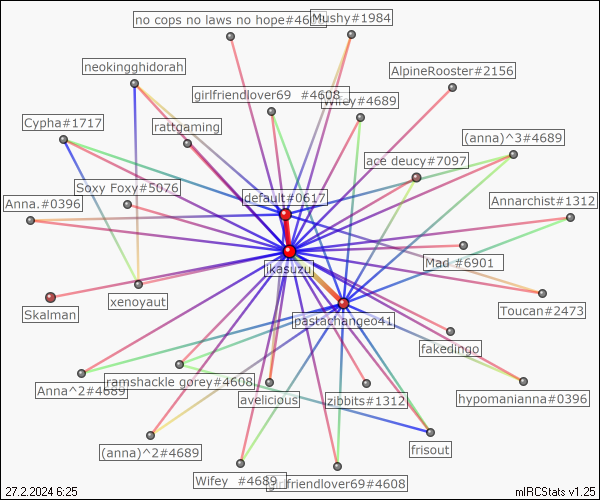 no cops no laws no hope#46
Mushy#1984
neokingghidorah
AlpineRooster#2156
girlfriendlover69 #4608
Wifey#4689
Cypha#1717
rattgaming
(anna)^3#4689
ace deucy#7097
Soxy Foxy#5076
default#0617
Anna.#0396
Annarchist#1312
Mad #6901
jkasuzu
xenoyaut
Skalman
Toucan#2473
pastachangeo41
fakedingo
Anna^2#4689
ramshackle gorey#4608
avelicious
zibbits#1312
hypomanianna#0396
(anna)^2#4689
frisout
Wifey #4689
girlfriendlover69#4608
27.2.2024 6:25
mIRCStats v1.25